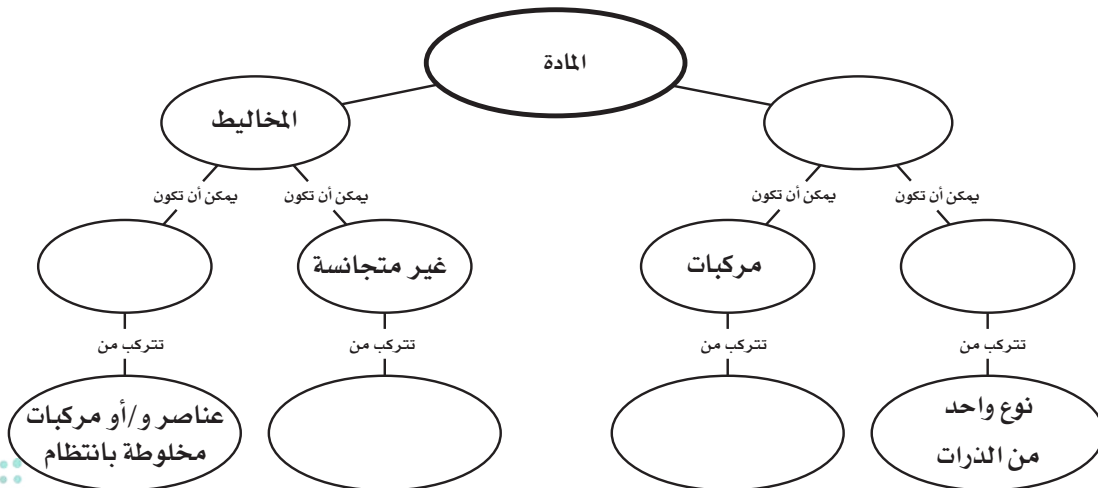 المادة
المخاليط
يمكن أن تكون
يمكن أن تكون
يمكن أن تكون
يمكن أن تكون
مركبات
غير متجانسة
تتركب من
تتركب من
تتركب من
تتركب من
نوع واحد
من الذرات
عناصر و/أو مركبات
مخلوطة بانتظام